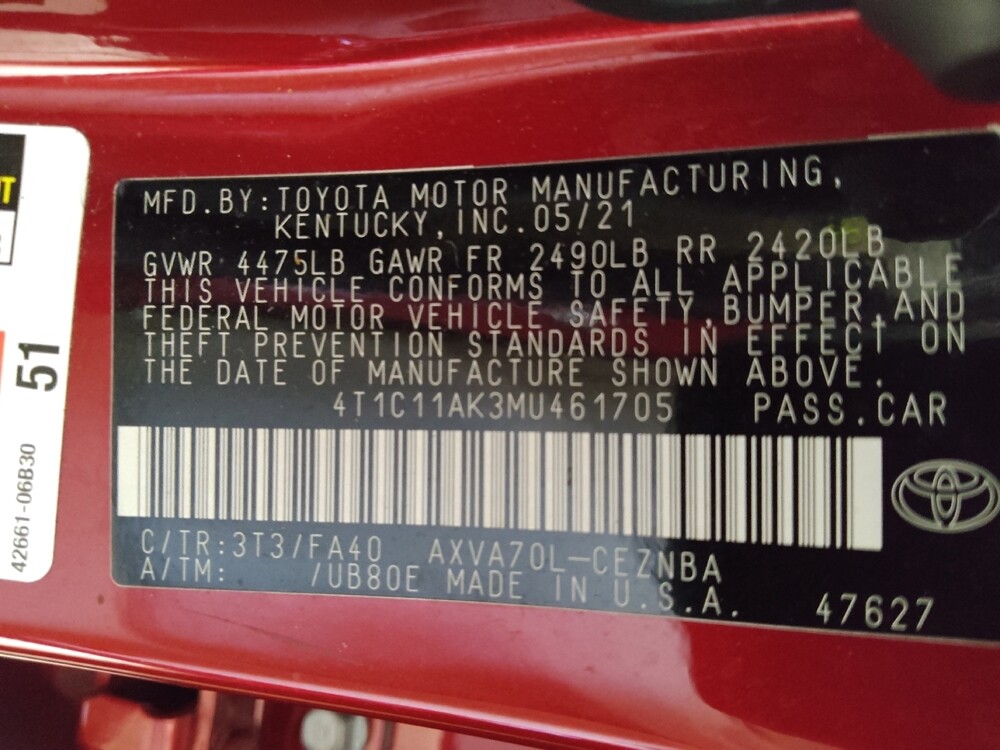 MFD.BY:TOYOTA MOTOR MANUFACTURING,
KENTUCKY,INC.05/21
GVWR 4475LB GAWR FR 2490LB RR 2420LB
THIS VEHICLE CONFORMS TO ALL APPLICABLE
FEDERAL MOTOR VEHICLE SAFETY,BUMPER,AND
THEFT PREVENTION STANDARDS IN EFFECT ON
THE DATE OF MANUFACTURE SHOWN ABOVE.
4T1C11AK3MU461705 PASS.CAR
C/TR:3T3/FA40 AXVA70L-CEZNBA
A/TM: /UB80E MADE IN U.S.A.
47627
51
42661-06B30